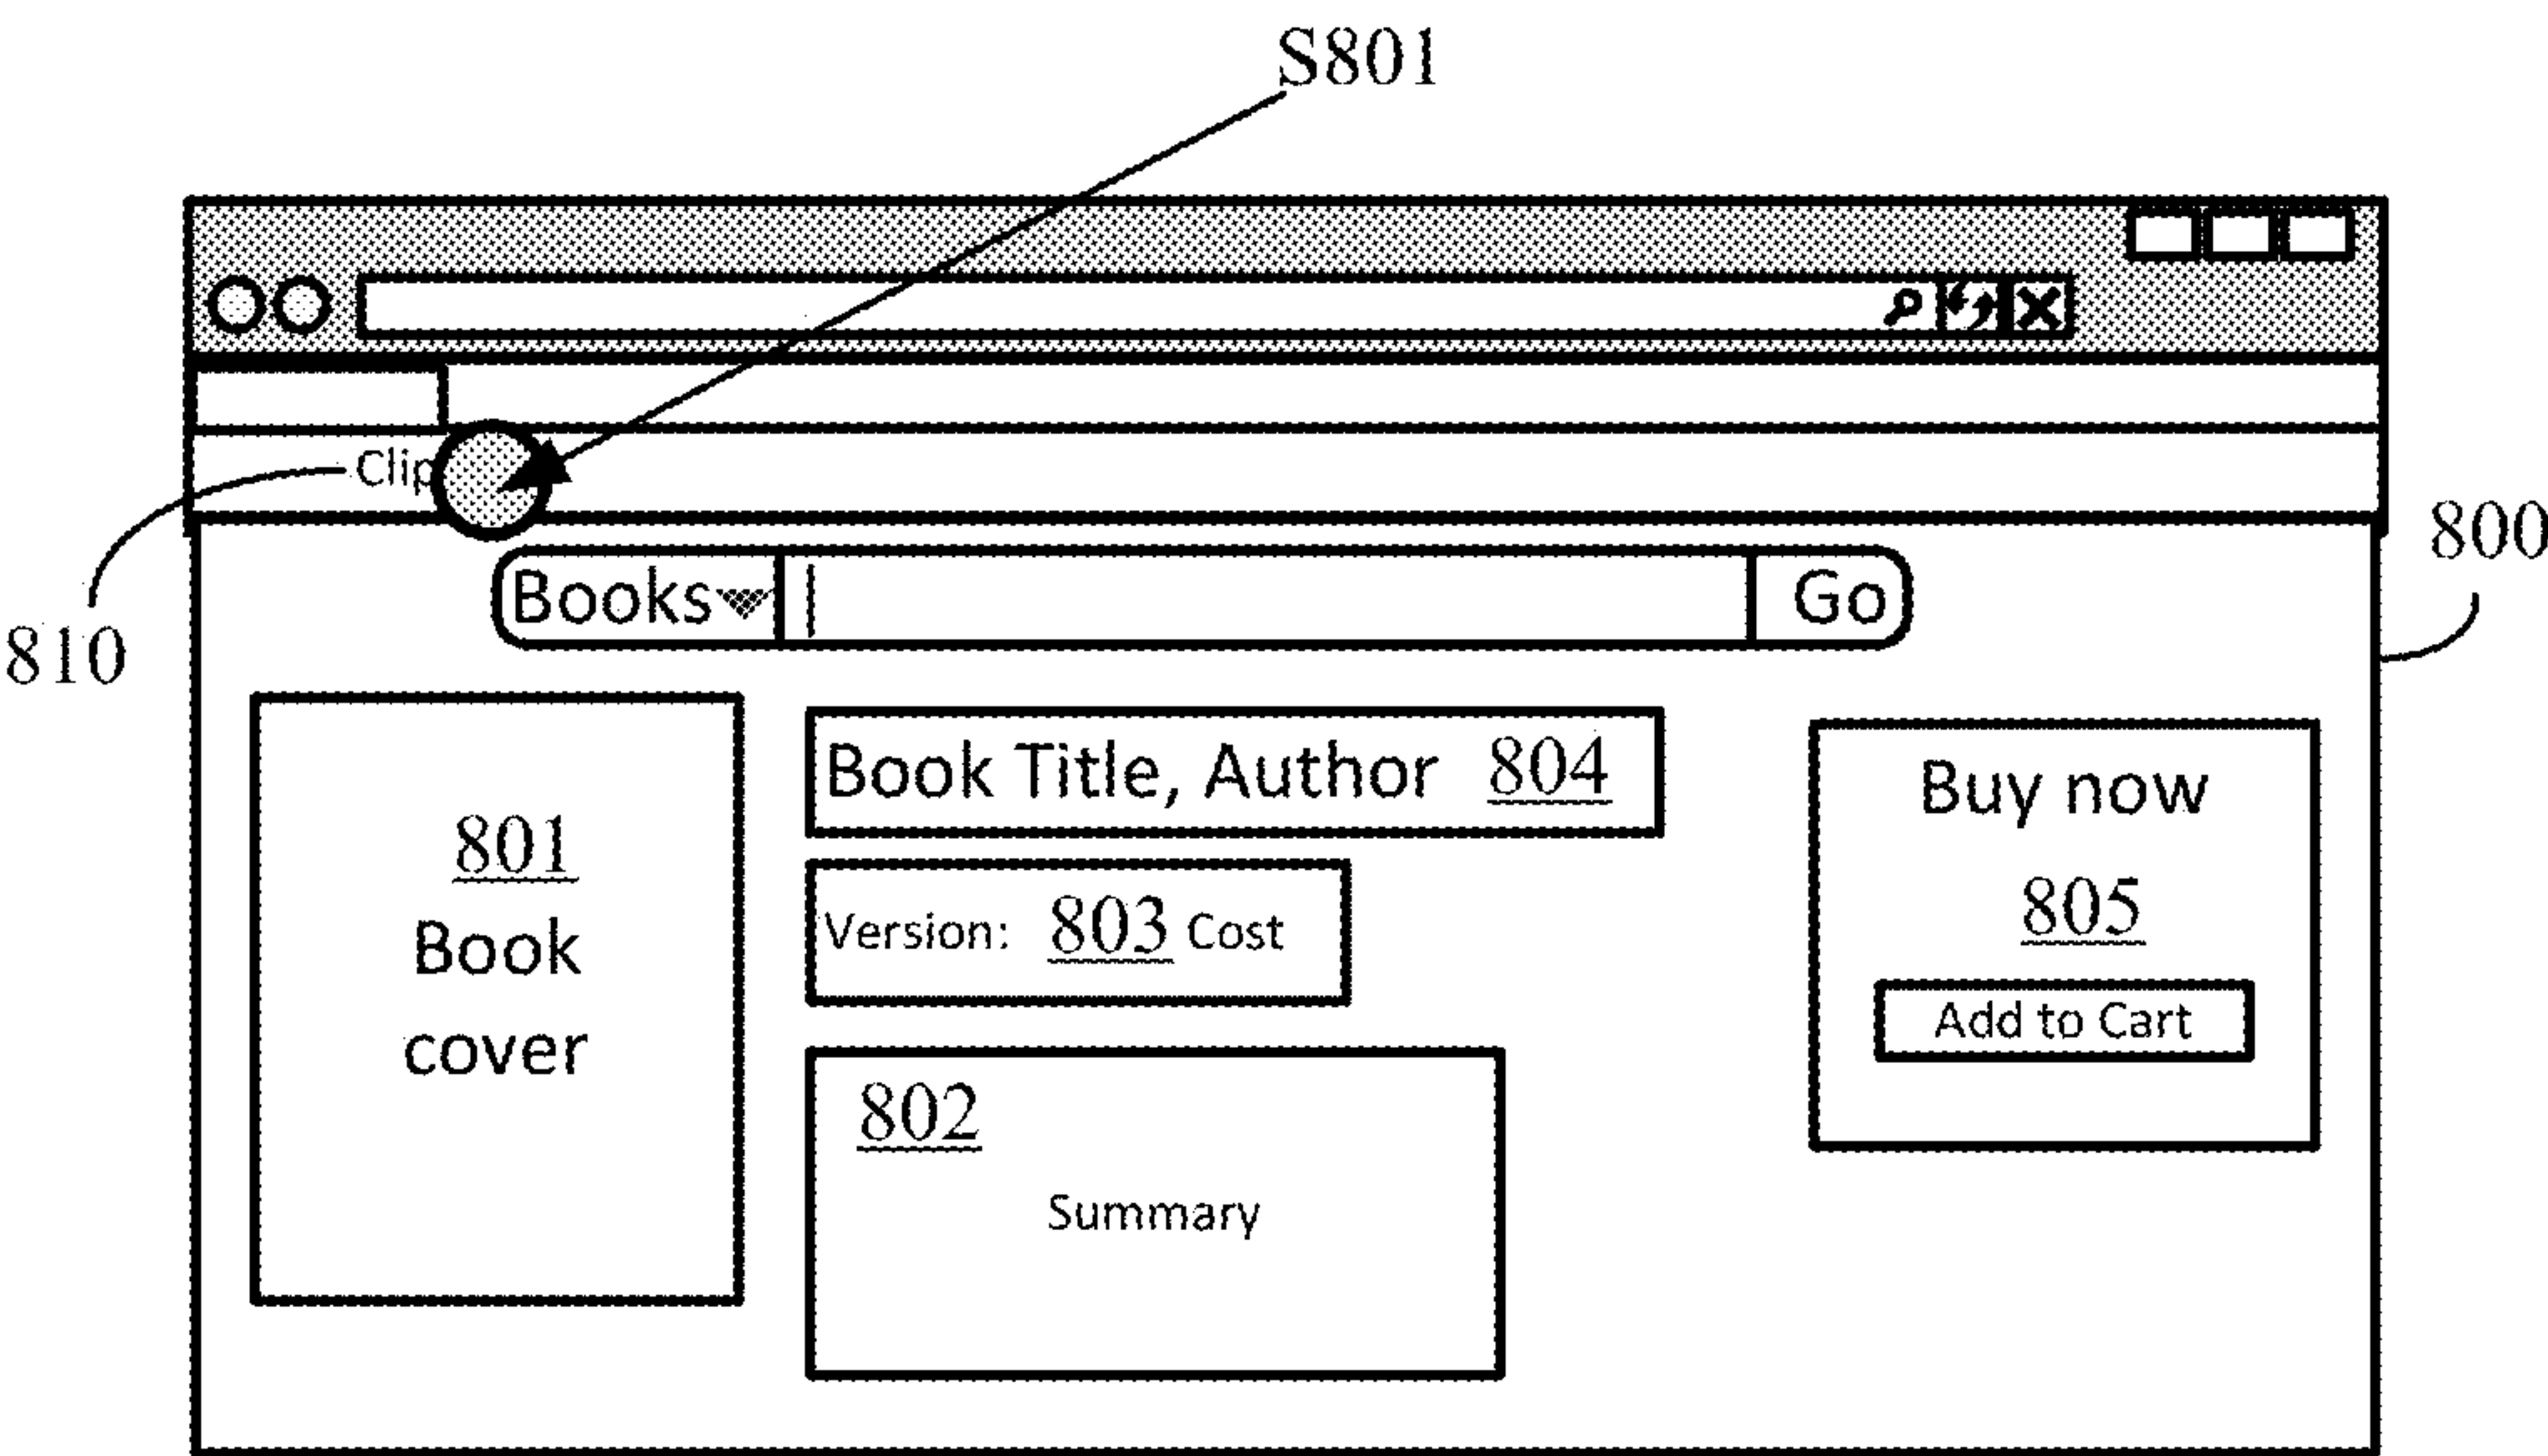 S801
Clip
800
Books
Go
810
801
Book
cover
Book Title, Author 804
Version: 803 Cost
802
Summary
Buy now
805
Add to Cart